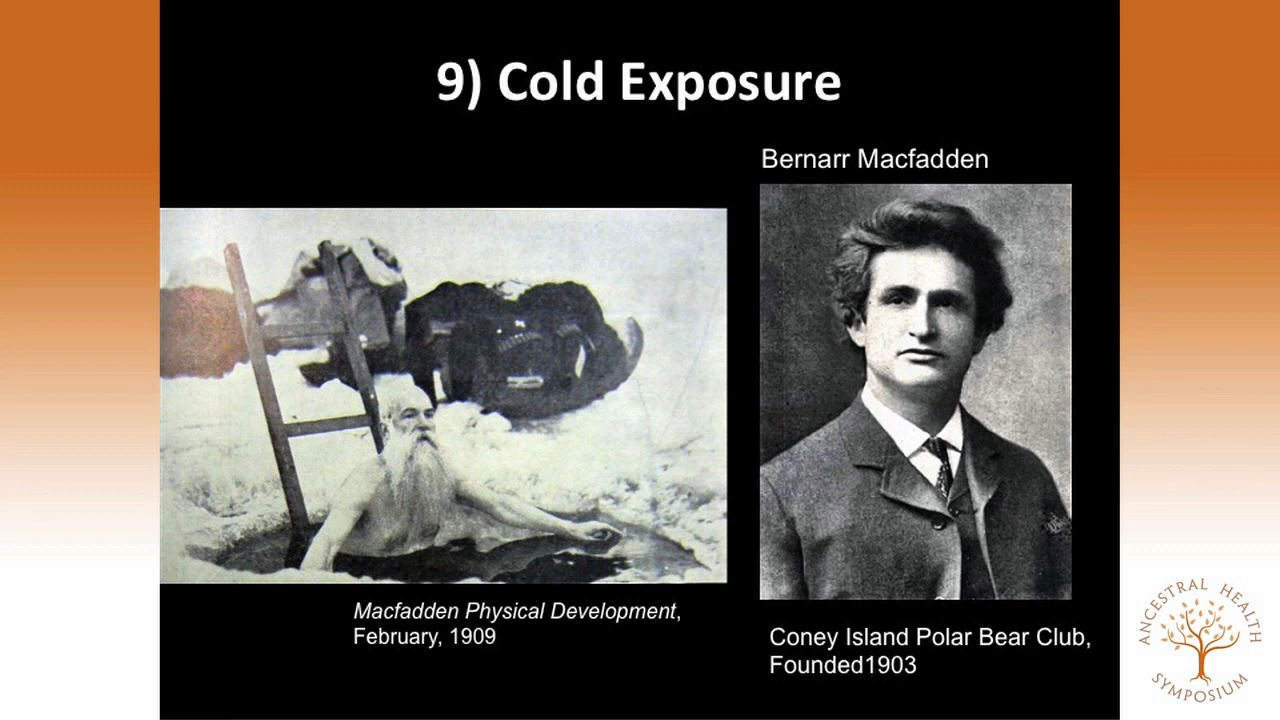 9) Cold Exposure
Bernarr Macfadden
Macfadden Physical Development,
February, 1909
Coney Island Polar Bear Club,
Founded1903
ANCESTRAL HEALTH
SYMPOSIUM